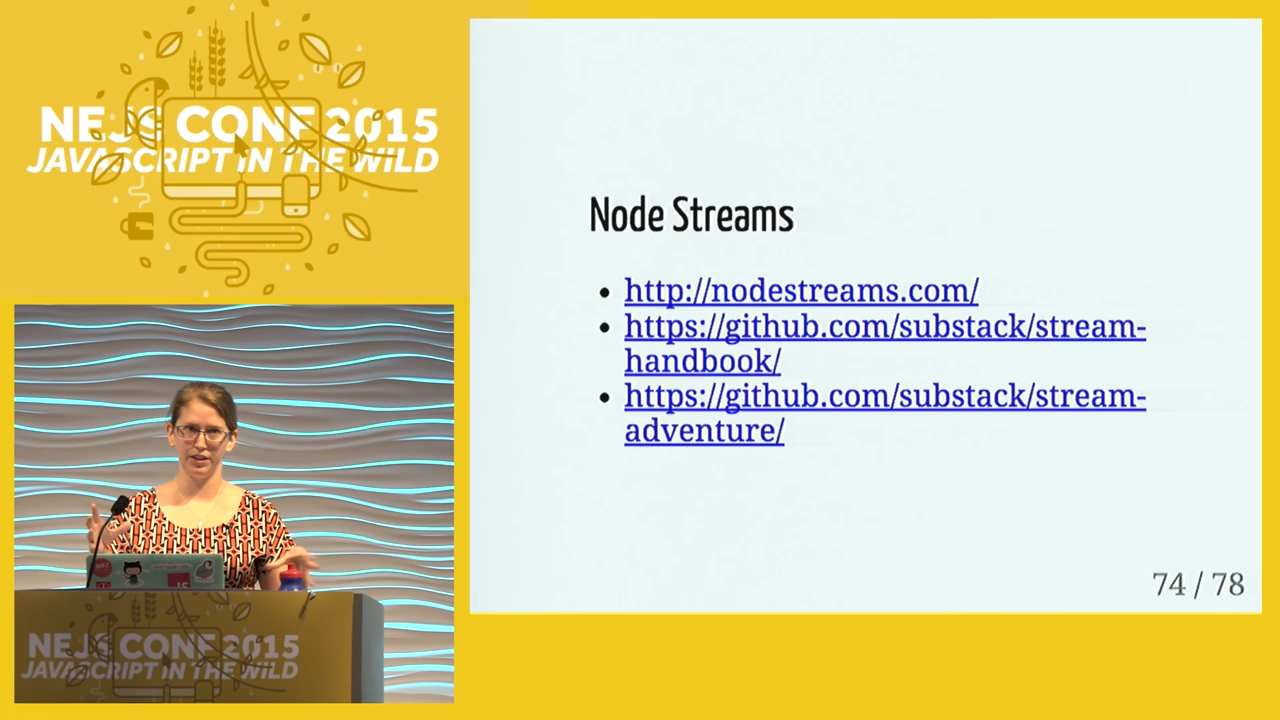 NEJS CONF 2015
JAVASCRIPT IN THE WILD
Node Streams
http://nodestreams.com/
https://github.com/substack/stream-
handbook/
https://github.com/substack/stream-
adventure/
74 / 78
JS
NEJS CONF 2015
JAVASCRIPT IN THE WILD